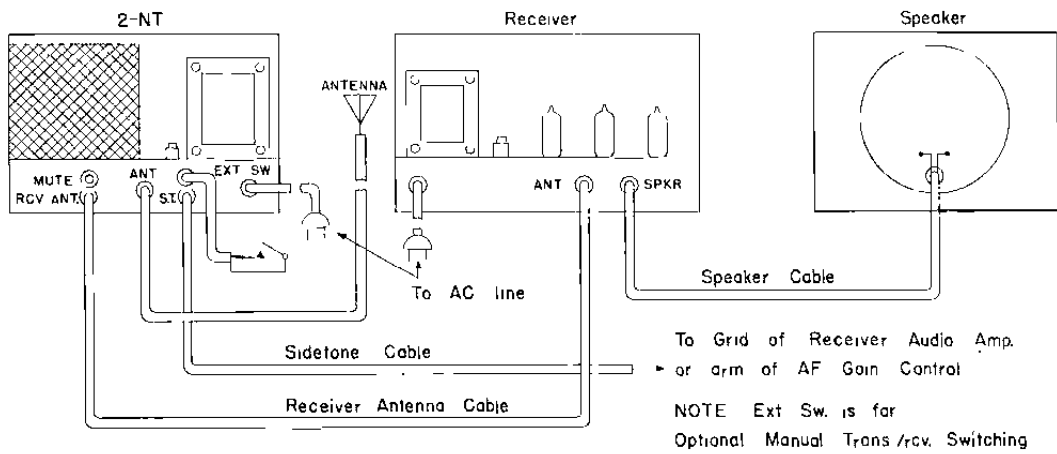 2-NT
Receiver
Speaker
ANTENNA
MUTE
ANT
EXT SW
RCV ANT.
S.T.
ANT
SPKR
To AC line
Speaker Cable
Sidetone Cable
To Grid of Receiver Audio Amp.
or arm of AF Gain Control
Receiver Antenna Cable
NOTE Ext Sw. is for
Optional Manual Trans/rcv. Switching